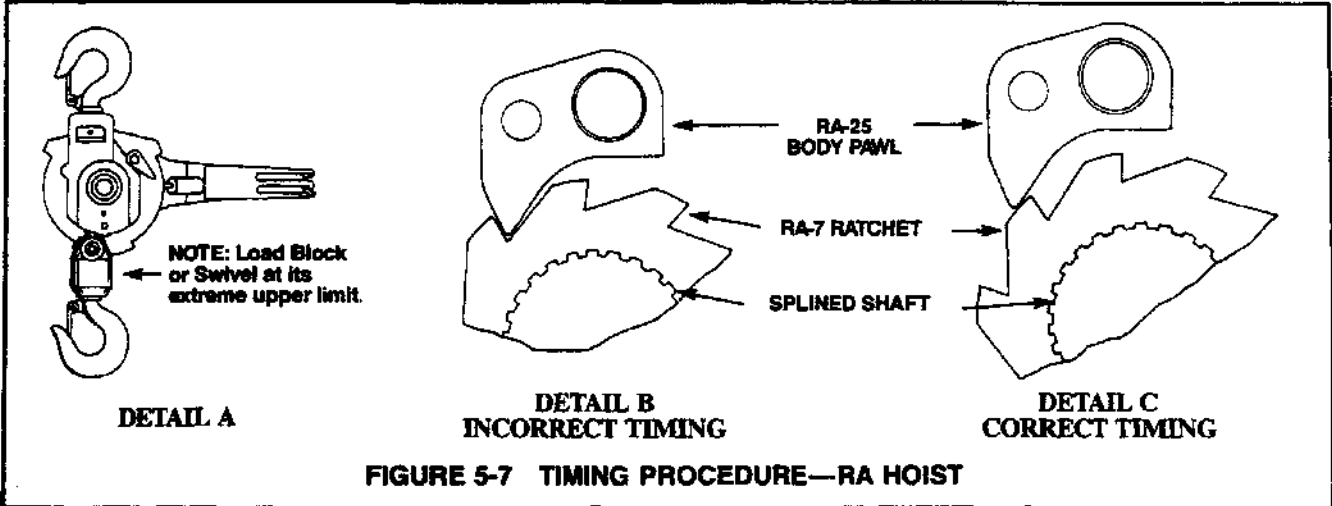 NOTE: Load Block
or Swivel at its
extreme upper limit.
DETAIL A
RA-25
BODY PAWL
RA-7 RATCHET
SPLINED SHAFT
DETAIL B
INCORRECT TIMING
DETAIL C
CORRECT TIMING
FIGURE 5-7 TIMING PROCEDURE—RA HOIST